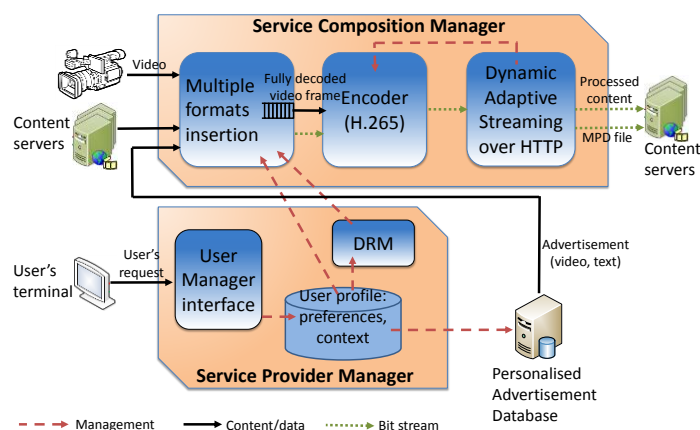 Service Composition Manager
Video
Multiple
formats
insertion
Fully decoded
video frame
Encoder
(H.265)
Dynamic
Adaptive
Streaming
over HTTP
Processed
content
MPD file
Content
servers
Content
servers
User's
terminal
User's
request
User
Manager
interface
DRM
User profile:
preferences,
context
Advertisement
(video, text)
Service Provider Manager
Personalised
Advertisement
Database
Management
Content/data
Bit stream